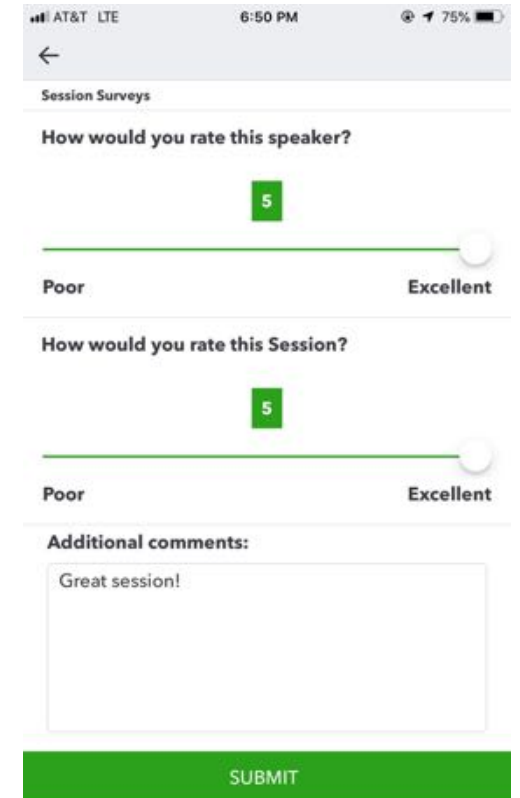 AT&T LTE 6:50 PM 75%
Session Surveys
How would you rate this speaker?
5
Poor Excellent
How would you rate this Session?
5
Poor Excellent
Additional comments:
Great session!
SUBMIT